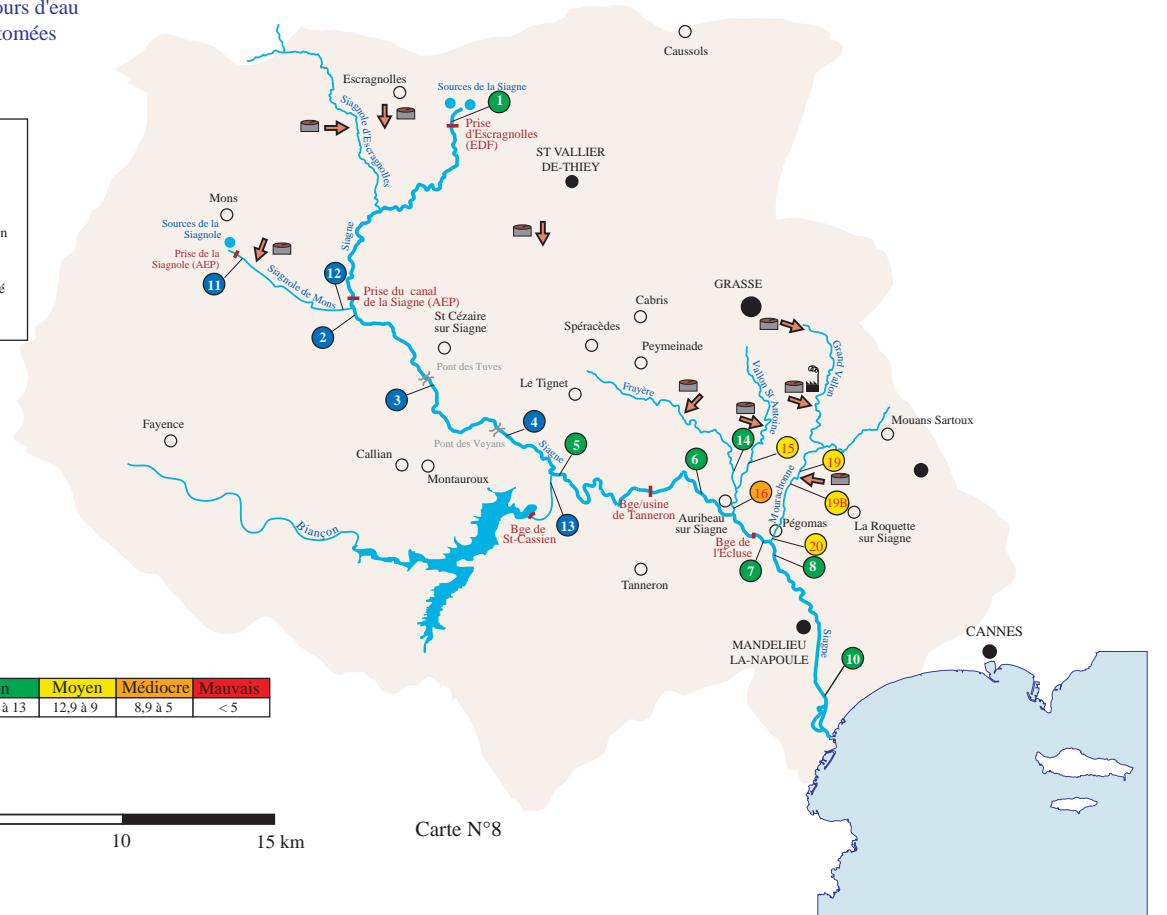 ours d'eau
tomées
Caussols
Escragnolles
Sources de la Siagne
1
Siagnole d'Escragnolles
Prise
d'Escragnolles
(EDF)
ST VALLIER
DE-THIEY
Mons
Sources de la
Siagnole
Prise de la
Siagnole (AEP)
Siagne
11
12
Siagnole de Mons
Prise du canal
de la Siagne (AEP)
2
St Cézaire
sur Siagne
Cabris
GRASSE
Spéracèdes
Peymeinade
Pont des Tuves
Le Tignet
Frayère
Vallon St Antoine
Grand Vallon
3
4
Mouans Sartoux
Fayence
Pont des Veyans
Siagne
5
14
15
Callian
Montauroux
6
19
16
19B
Mourachonne
Bge/usine
de Tanneron
Auribeau
sur Siagne
Pégomas
La Roquette
sur Siagne
Biançon
Bge de
St-Cassien
13
Bge de
l'Ecluse
20
7
8
Tanneron
MANDELIEU
LA-NAPOULE
Siagne
CANNES
10
n
é
n Moyen Médiocre Mauvais
à 13 12,9 à 9 8,9 à 5 < 5
10 15 km
Carte N°8